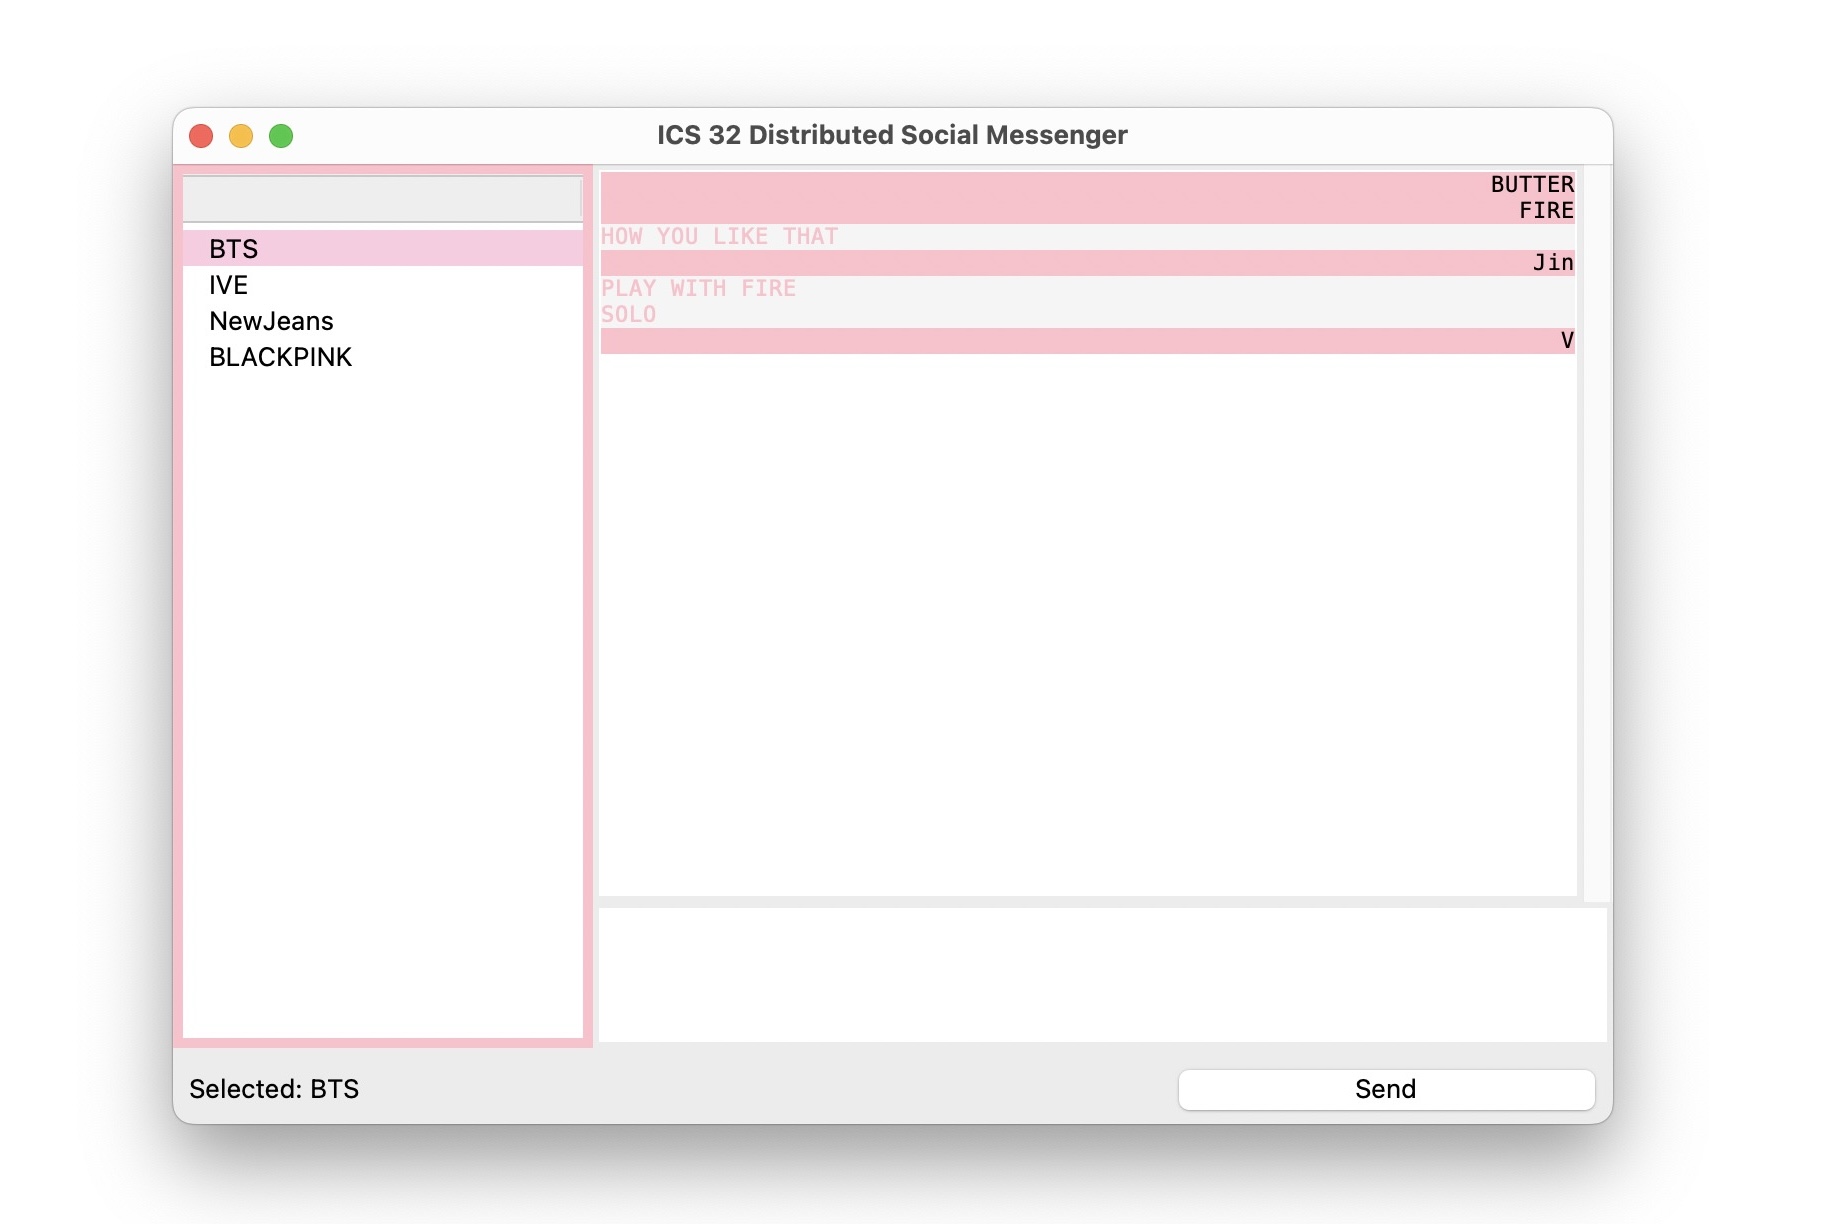 ICS 32 Distributed Social Messenger
BTS
IVE
NewJeans
BLACKPINK
BUTTER
FIRE
HOW YOU LIKE THAT
Jin
PLAY WITH FIRE
SOLO
V
Selected: BTS
Send